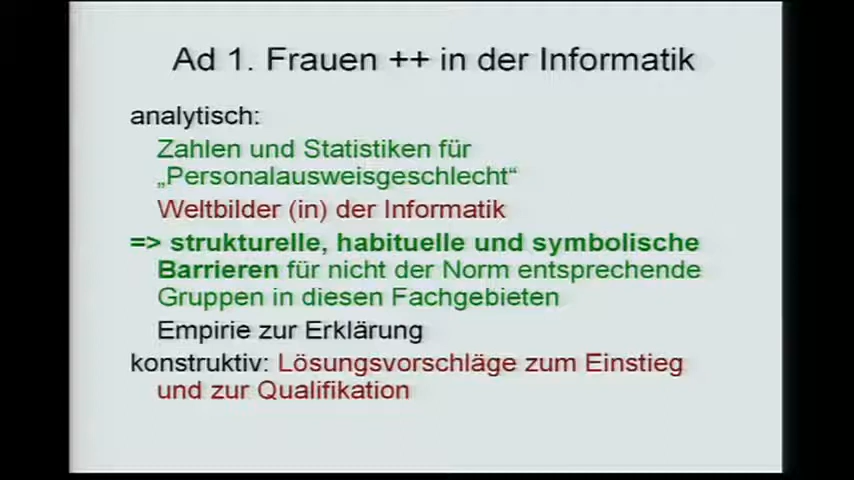 Ad 1. Frauen ++ in der Informatik
analytisch:
Zahlen und Statistiken für
„Personalausweisgeschlecht“
Weltbilder (in) der Informatik
=> strukturelle, habituelle und symbolische
Barrieren für nicht der Norm entsprechende
Gruppen in diesen Fachgebieten
Empirie zur Erklärung
konstruktiv: Lösungsvorschläge zum Einstieg
und zur Qualifikation